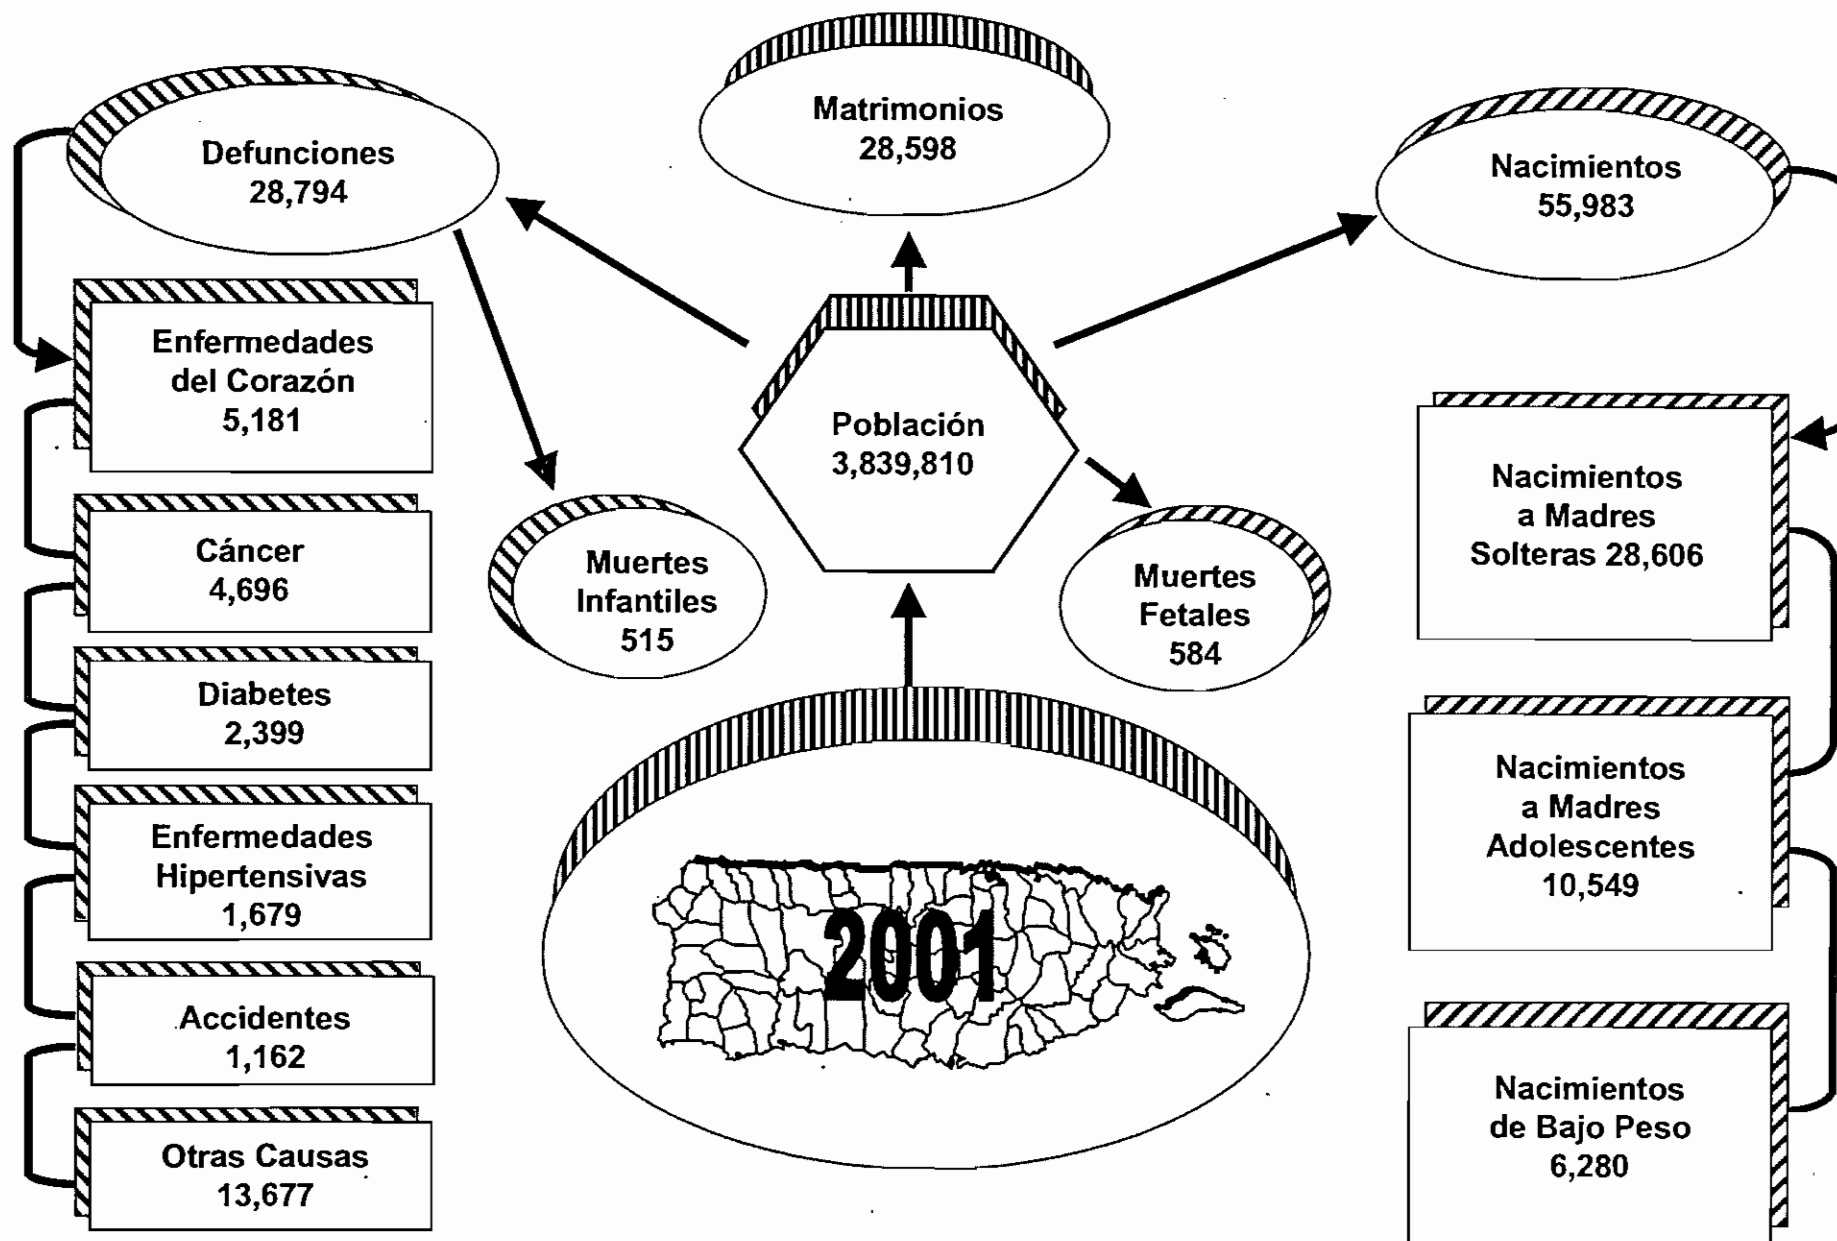 Matrimonios
28,598
Defunciones
28,794
Nacimientos
55,983
Enfermedades
del Corazón
5,181
Cáncer
4,696
Diabetes
2,399
Enfermedades
Hipertensivas
1,679
Accidentes
1,162
Otras Causas
13,677
Muertes
Infantiles
515
Población
3,839,810
Muertes
Fetales
584
2001
Nacimientos
a Madres
Solteras 28,606
Nacimientos
a Madres
Adolescentes
10,549
Nacimientos
de Bajo Peso
6,280